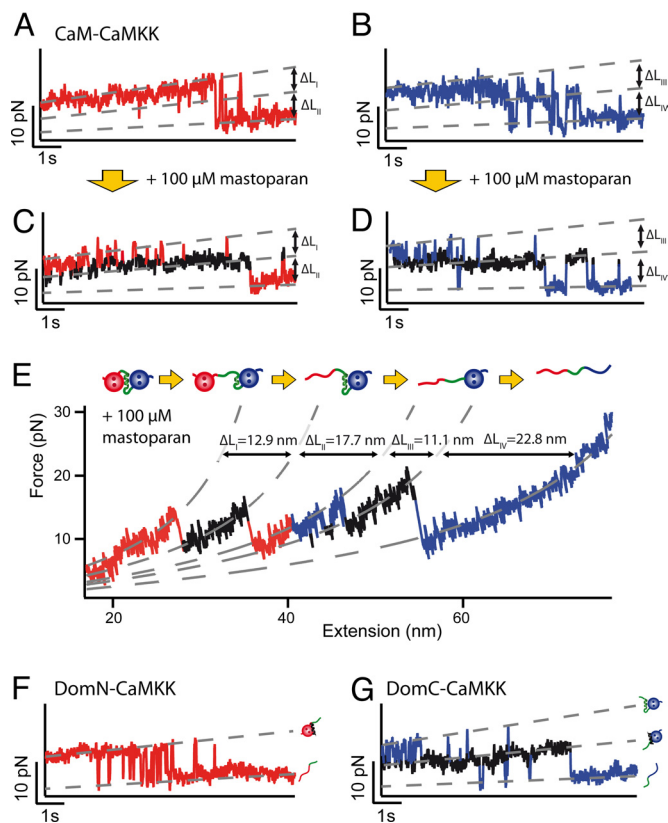 A
CaM-CaMKK
ΔL_I
ΔL_II
10 pN
1s
B
ΔL_III
ΔL_IV
10 pN
1s
+ 100 µM mastoparan
+ 100 µM mastoparan
C
ΔL_I
ΔL_II
10 pN
1s
D
ΔL_III
ΔL_IV
10 pN
1s
E
+ 100 µM
mastoparan
ΔL_I=12.9 nm
ΔL_II=17.7 nm
ΔL_III=11.1 nm
ΔL_IV=22.8 nm
Force (pN)
30
20
10
20
40
60
Extension (nm)
F
DomN-CaMKK
10 pN
1s
G
DomC-CaMKK
10 pN
1s